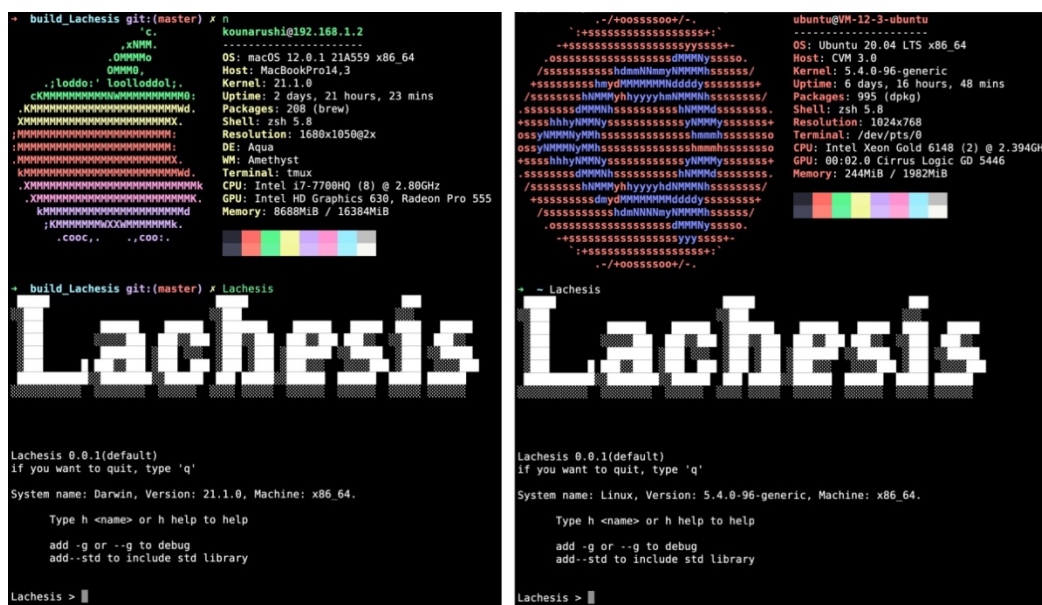 → build_Lachesis git:(master) ✗ n
kounarushi@192.168.1.2
----------------------
OS: macOS 12.0.1 21A559 x86_64
Host: MacBookPro14,3
Kernel: 21.1.0
Uptime: 2 days, 21 hours, 23 mins
Packages: 208 (brew)
Shell: zsh 5.8
Resolution: 1680x1050@2x
DE: Aqua
WM: Amethyst
Terminal: tmux
CPU: Intel i7-7700HQ (8) @ 2.80GHz
GPU: Intel HD Graphics 630, Radeon Pro 555
Memory: 8688MiB / 16384MiB
→ build_Lachesis git:(master) ✗ Lachesis
Lachesis
Lachesis 0.0.1(default)
if you want to quit, type 'q'
System name: Darwin, Version: 21.1.0, Machine: x86_64.
Type h <name> or h help to help
add -g or --g to debug
add--std to include std library
Lachesis >
ubuntu@VM-12-3-ubuntu
---------------------
OS: Ubuntu 20.04 LTS x86_64
Host: CVM 3.0
Kernel: 5.4.0-96-generic
Uptime: 6 days, 16 hours, 48 mins
Packages: 995 (dpkg)
Shell: zsh 5.8
Resolution: 1024x768
Terminal: /dev/pts/0
CPU: Intel Xeon Gold 6148 (2) @ 2.394GH
GPU: 00:02.0 Cirrus Logic GD 5446
Memory: 244MiB / 1982MiB
→ ~ Lachesis
Lachesis
Lachesis 0.0.1(default)
if you want to quit, type 'q'
System name: Linux, Version: 5.4.0-96-generic, Machine: x86_64.
Type h <name> or h help to help
add -g or --g to debug
add--std to include std library
Lachesis >